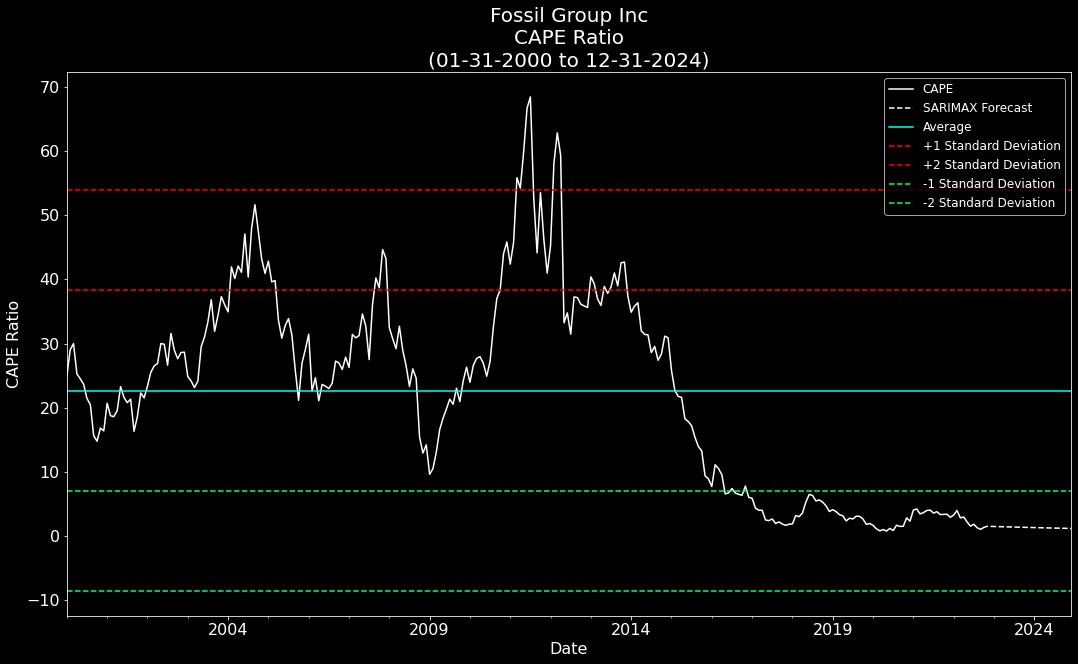 Fossil Group Inc
CAPE Ratio
(01-31-2000 to 12-31-2024)
CAPE
SARIMAX Forecast
Average
+1 Standard Deviation
+2 Standard Deviation
-1 Standard Deviation
-2 Standard Deviation
CAPE Ratio
70
60
50
40
30
20
10
0
−10
2004 2009 2014 2019 2024
Date